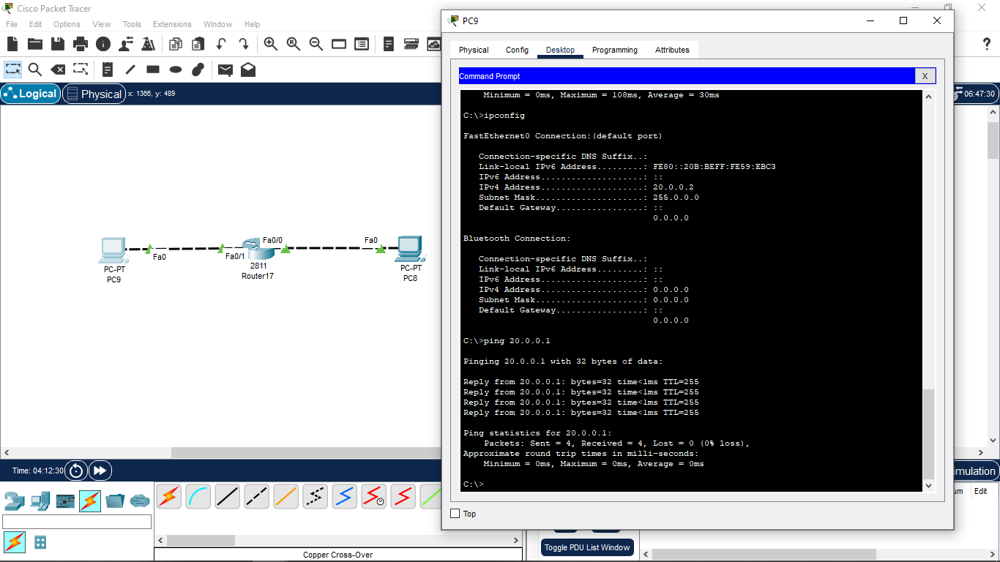 Cisco Packet Tracer
File Edit Options View Tools Extensions Window Help
Logical
Physical
x: 1366, y: 489
06:47:30
Fa0
Fa0/1
Fa0/0
Fa0
PC-PT
PC9
2811
Router17
PC-PT
PC8
Time: 04:12:30
Copper Cross-Over
PC9
Physical Config Desktop Programming Attributes
Command Prompt
X
Minimum = 0ms, Maximum = 108ms, Average = 30ms
C:\>ipconfig
FastEthernet0 Connection:(default port)
Connection-specific DNS Suffix..:
Link-local IPv6 Address.........: FE80::20B:BEFF:FE59:EBC3
IPv6 Address....................: ::
IPv4 Address....................: 20.0.0.2
Subnet Mask.....................: 255.0.0.0
Default Gateway.................: ::
0.0.0.0
Bluetooth Connection:
Connection-specific DNS Suffix..:
Link-local IPv6 Address.........: ::
IPv6 Address....................: ::
IPv4 Address....................: 0.0.0.0
Subnet Mask.....................: 0.0.0.0
Default Gateway.................: ::
0.0.0.0
C:\>ping 20.0.0.1
Pinging 20.0.0.1 with 32 bytes of data:
Reply from 20.0.0.1: bytes=32 time<1ms TTL=255
Reply from 20.0.0.1: bytes=32 time<1ms TTL=255
Reply from 20.0.0.1: bytes=32 time<1ms TTL=255
Reply from 20.0.0.1: bytes=32 time<1ms TTL=255
Ping statistics for 20.0.0.1:
Packets: Sent = 4, Received = 4, Lost = 0 (0% loss),
Approximate round trip times in milli-seconds:
Minimum = 0ms, Maximum = 0ms, Average = 0ms
C:\>
Top
imulation
um Edit
Toggle PDU List Window